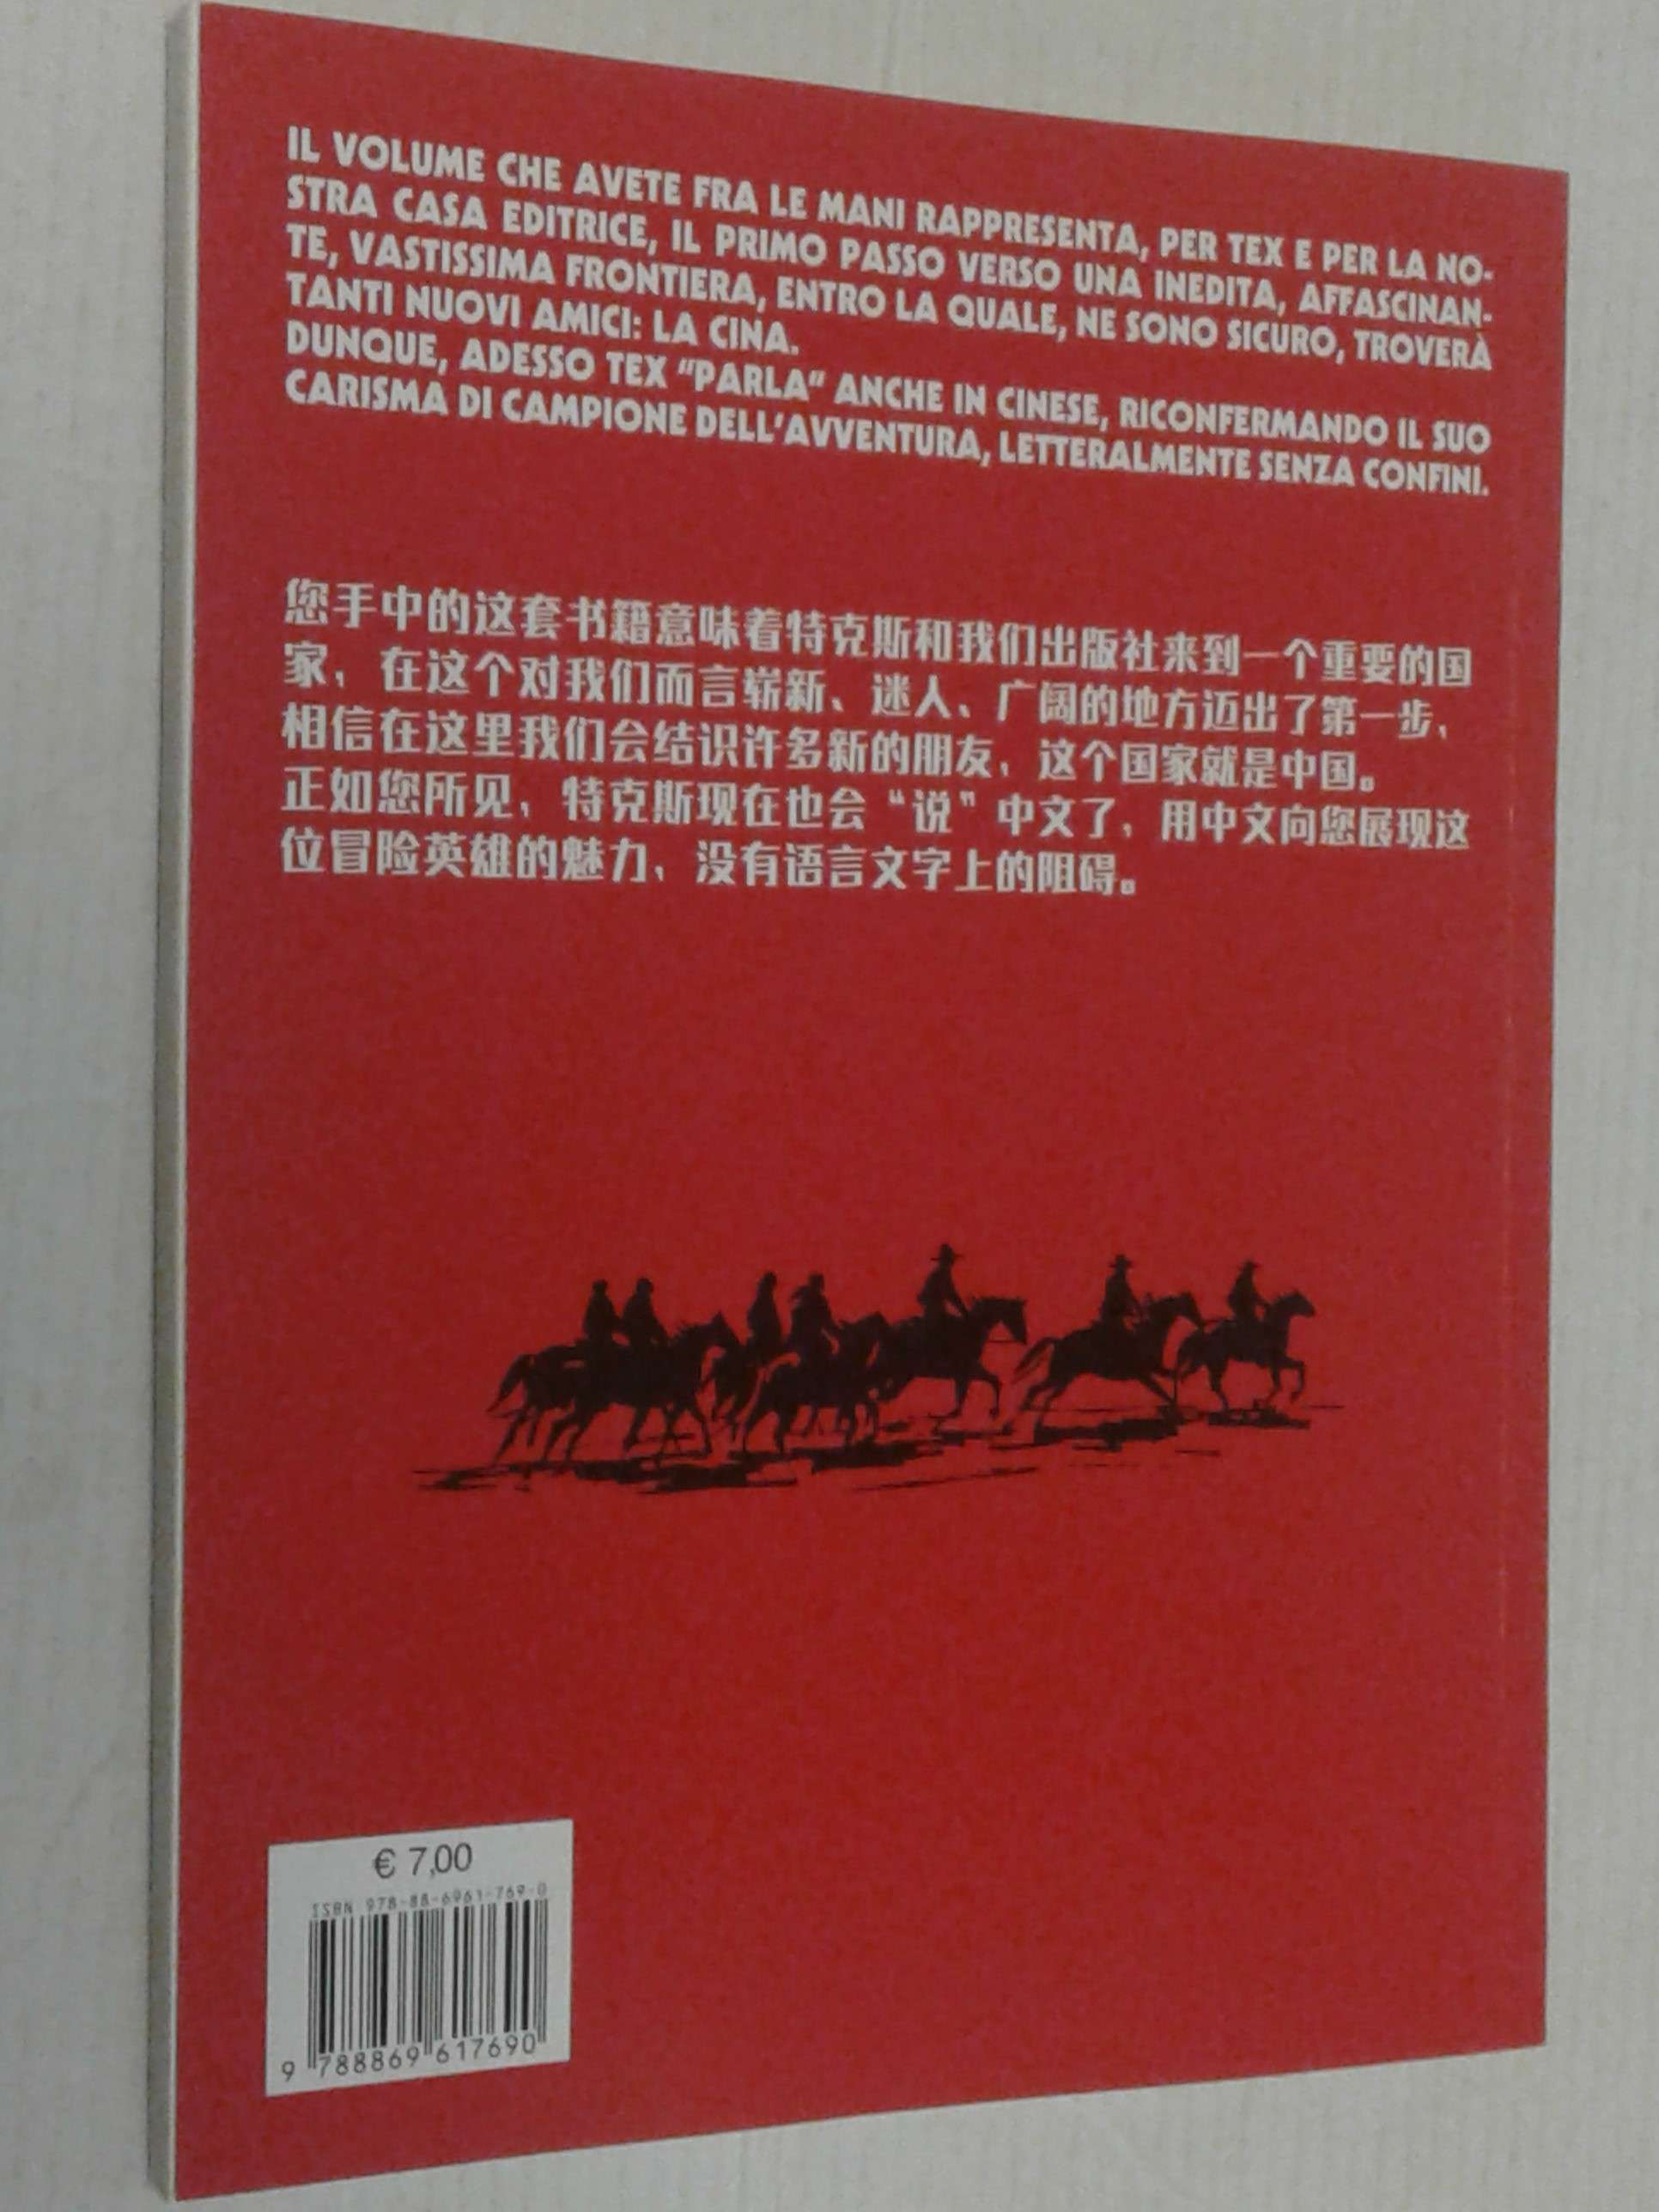 IL VOLUME CHE AVETE FRA LE MANI RAPPRESENTA, PER TEX E PER LA NO-
STRA CASA EDITRICE, IL PRIMO PASSO VERSO UNA INEDITA, AFFASCINAN-
TE, VASTISSIMA FRONTIERA, ENTRO LA QUALE, NE SONO SICURO, TROVERÀ
TANTI NUOVI AMICI: LA CINA.
DUNQUE, ADESSO TEX "PARLA" ANCHE IN CINESE, RICONFERMANDO IL SUO
CARISMA DI CAMPIONE DELL'AVVENTURA, LETTERALMENTE SENZA CONFINI.
您手中的这套书籍意味着特克斯和我们出版社来到一个重要的国
家，在这个对我们而言崭新、迷人、广阔的地方迈出了第一步，
相信在这里我们会结识许多新的朋友，这个国家就是中国。
正如您所见，特克斯现在也会“说”中文了，用中文向您展现这
位冒险英雄的魅力，没有语言文字上的阻碍。
€ 7,00
ISBN 978-88-6961-769-0
9 788869 617690